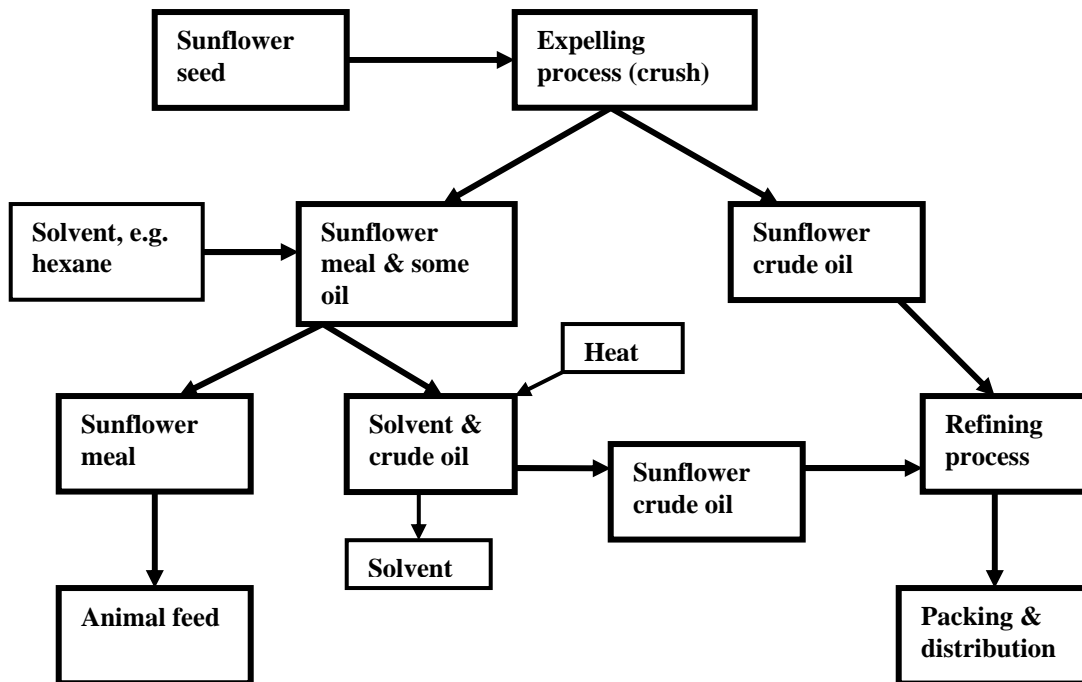 Sunflower
seed
Expelling
process (crush)
Solvent, e.g.
hexane
Sunflower
meal & some
oil
Sunflower
crude oil
Heat
Sunflower
meal
Solvent &
crude oil
Sunflower
crude oil
Refining
process
Solvent
Animal feed
Packing &
distribution